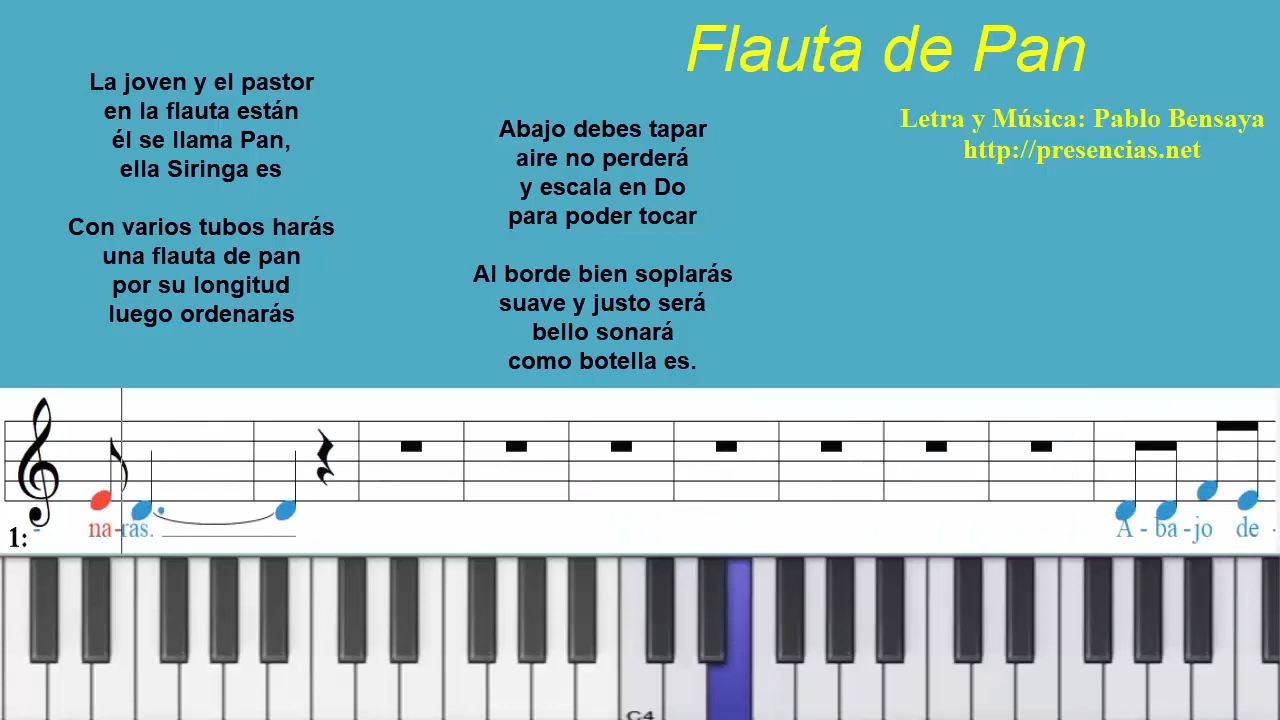 Flauta de Pan
Letra y Música: Pablo Bensaya
http://presencias.net
La joven y el pastor
en la flauta están
él se llama Pan,
ella Siringa es
Con varios tubos harás
una flauta de pan
por su longitud
luego ordenarás
Abajo debes tapar
aire no perderá
y escala en Do
para poder tocar
Al borde bien soplarás
suave y justo será
bello sonará
como botella es.
1: - na-ras. A - ba - jo de -
C4